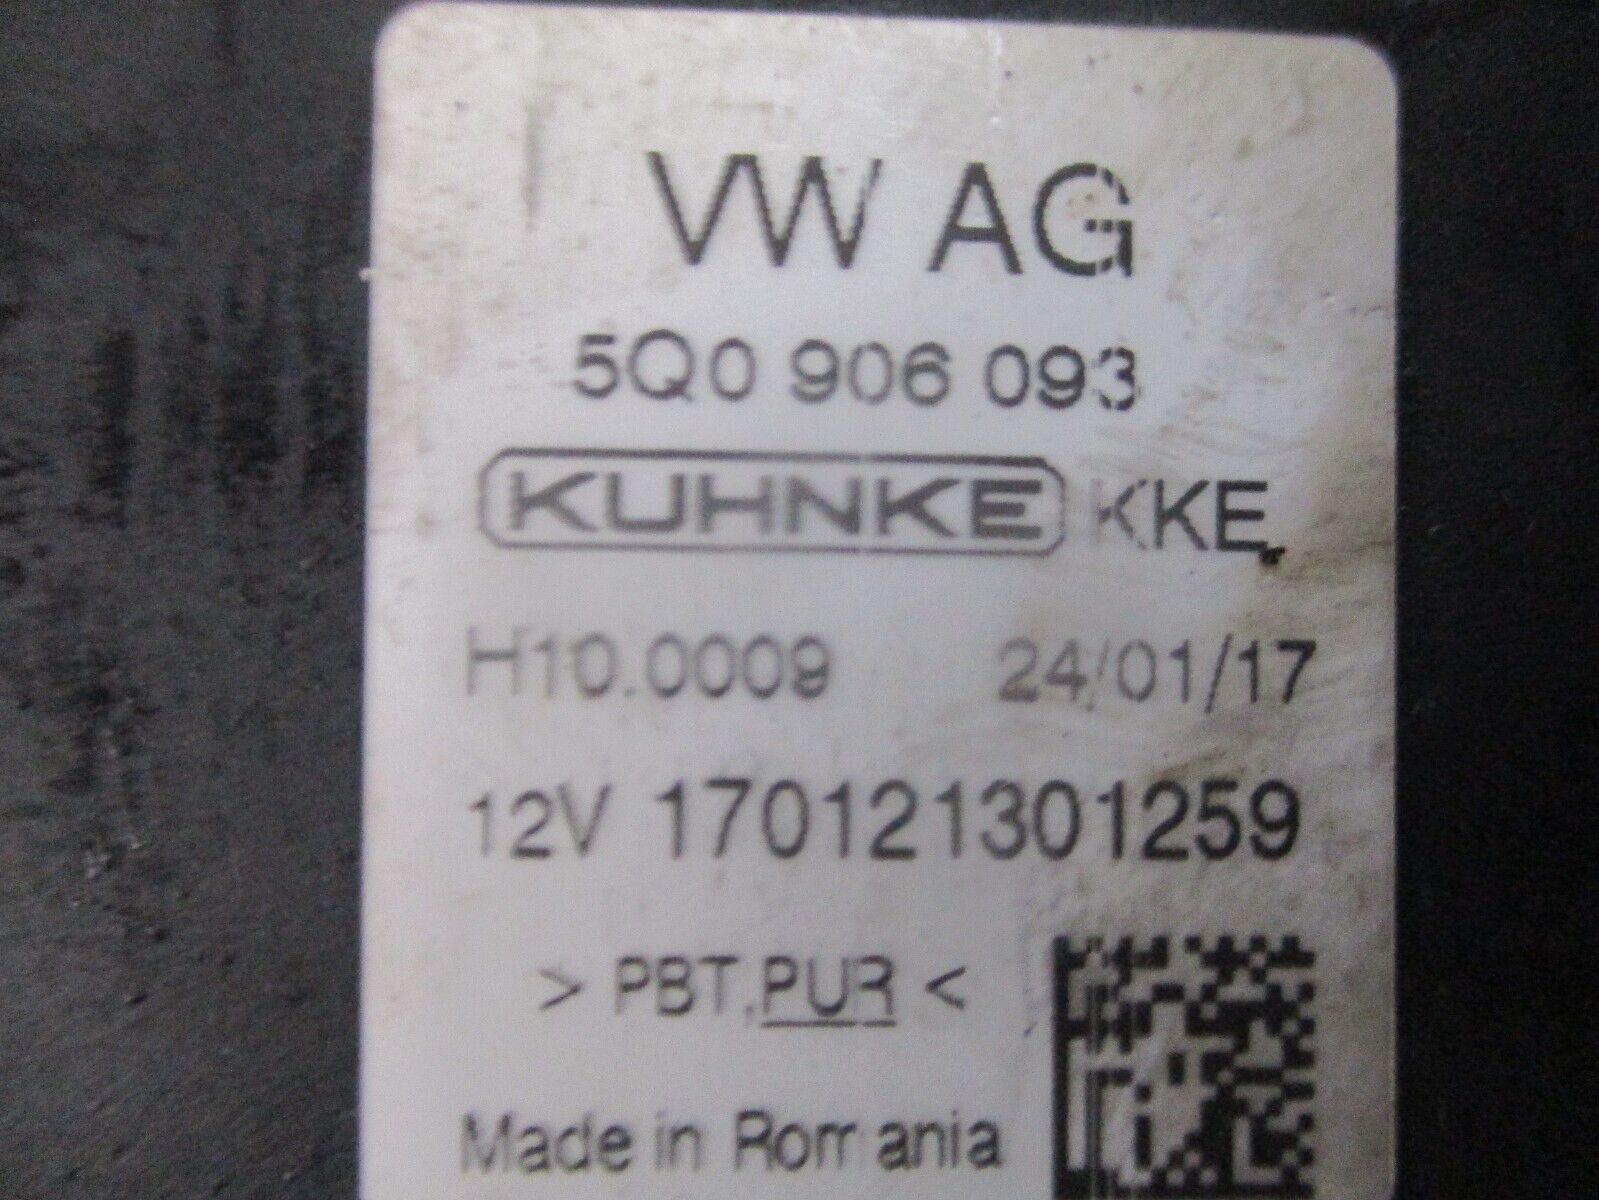 VW AG
5Q0 906 093
KUHNKE KKE
H10.0009 24/01/17
12V 170121301259
> PBT,PUR <
Made in Romania